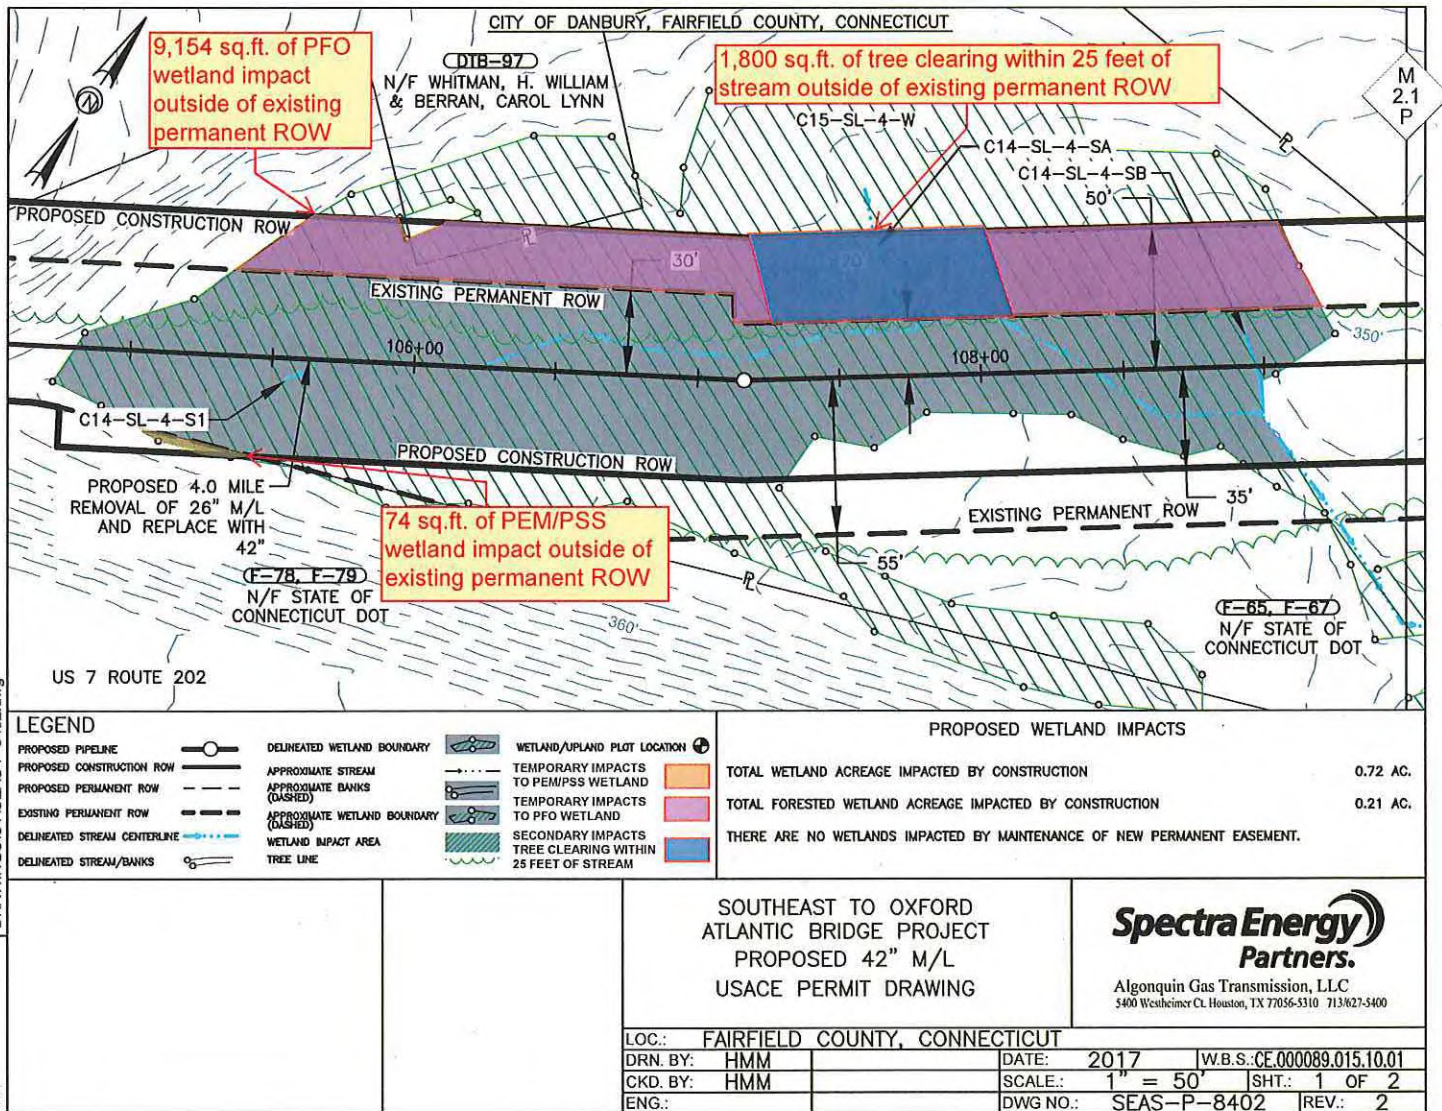 CITY OF DANBURY, FAIRFIELD COUNTY, CONNECTICUT
9,154 sq.ft. of PFO
wetland impact
outside of existing
permanent ROW
DTB-97
N/F WHITMAN, H. WILLIAM
& BERRAN, CAROL LYNN
1,800 sq.ft. of tree clearing within 25 feet of
stream outside of existing permanent ROW
M
2.1
P
C15-SL-4-W
C14-SL-4-SA
C14-SL-4-SB
50'
PROPOSED CONSTRUCTION ROW
30'
EXISTING PERMANENT ROW
350'
106+00
108+00
C14-SL-4-S1
PROPOSED CONSTRUCTION ROW
PROPOSED 4.0 MILE
REMOVAL OF 26" M/L
AND REPLACE WITH
42"
74 sq.ft. of PEM/PSS
wetland impact outside of
existing permanent ROW
35'
EXISTING PERMANENT ROW
55'
F-78, F-79
N/F STATE OF
CONNECTICUT DOT
360'
F-65, F-67
N/F STATE OF
CONNECTICUT DOT
US 7 ROUTE 202
LEGEND
PROPOSED PIPELINE
PROPOSED CONSTRUCTION ROW
PROPOSED PERMANENT ROW
EXISTING PERMANENT ROW
DELINEATED STREAM CENTERLINE
DELINEATED STREAM/BANKS
DELINEATED WETLAND BOUNDARY
APPROXIMATE STREAM
APPROXIMATE BANKS
(DASHED)
APPROXIMATE WETLAND BOUNDARY
(DASHED)
WETLAND IMPACT AREA
TREE LINE
WETLAND/UPLAND PLOT LOCATION
TEMPORARY IMPACTS
TO PEM/PSS WETLAND
TEMPORARY IMPACTS
TO PFO WETLAND
SECONDARY IMPACTS
TREE CLEARING WITHIN
25 FEET OF STREAM
PROPOSED WETLAND IMPACTS
TOTAL WETLAND ACREAGE IMPACTED BY CONSTRUCTION 0.72 AC.
TOTAL FORESTED WETLAND ACREAGE IMPACTED BY CONSTRUCTION 0.21 AC.
THERE ARE NO WETLANDS IMPACTED BY MAINTENANCE OF NEW PERMANENT EASEMENT.
SOUTHEAST TO OXFORD
ATLANTIC BRIDGE PROJECT
PROPOSED 42" M/L
USACE PERMIT DRAWING
Spectra Energy
Partners.
Algonquin Gas Transmission, LLC
5400 Westheimer Ct. Houston, TX 77056-5310 713/627-5400
LOC.: FAIRFIELD COUNTY, CONNECTICUT
DRN. BY: HMM DATE: 2017 W.B.S.: CE.000089.015.10.01
CKD. BY: HMM SCALE.: 1" = 50' SHT.: 1 OF 2
ENG.: DWG NO.: SEAS-P-8402 REV.: 2